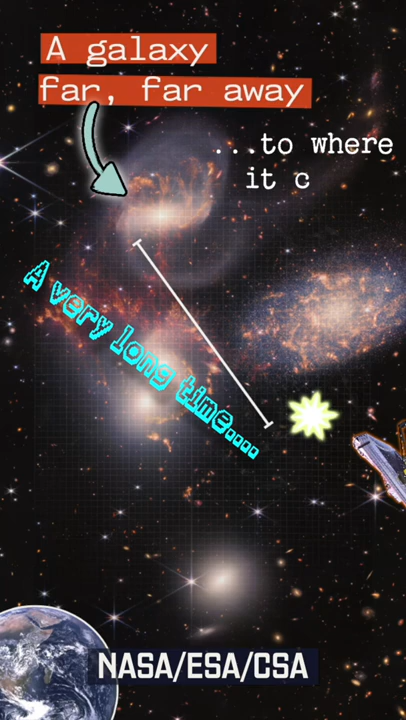 A galaxy
far, far away
...to where
it c
A very long time....
NASA/ESA/CSA